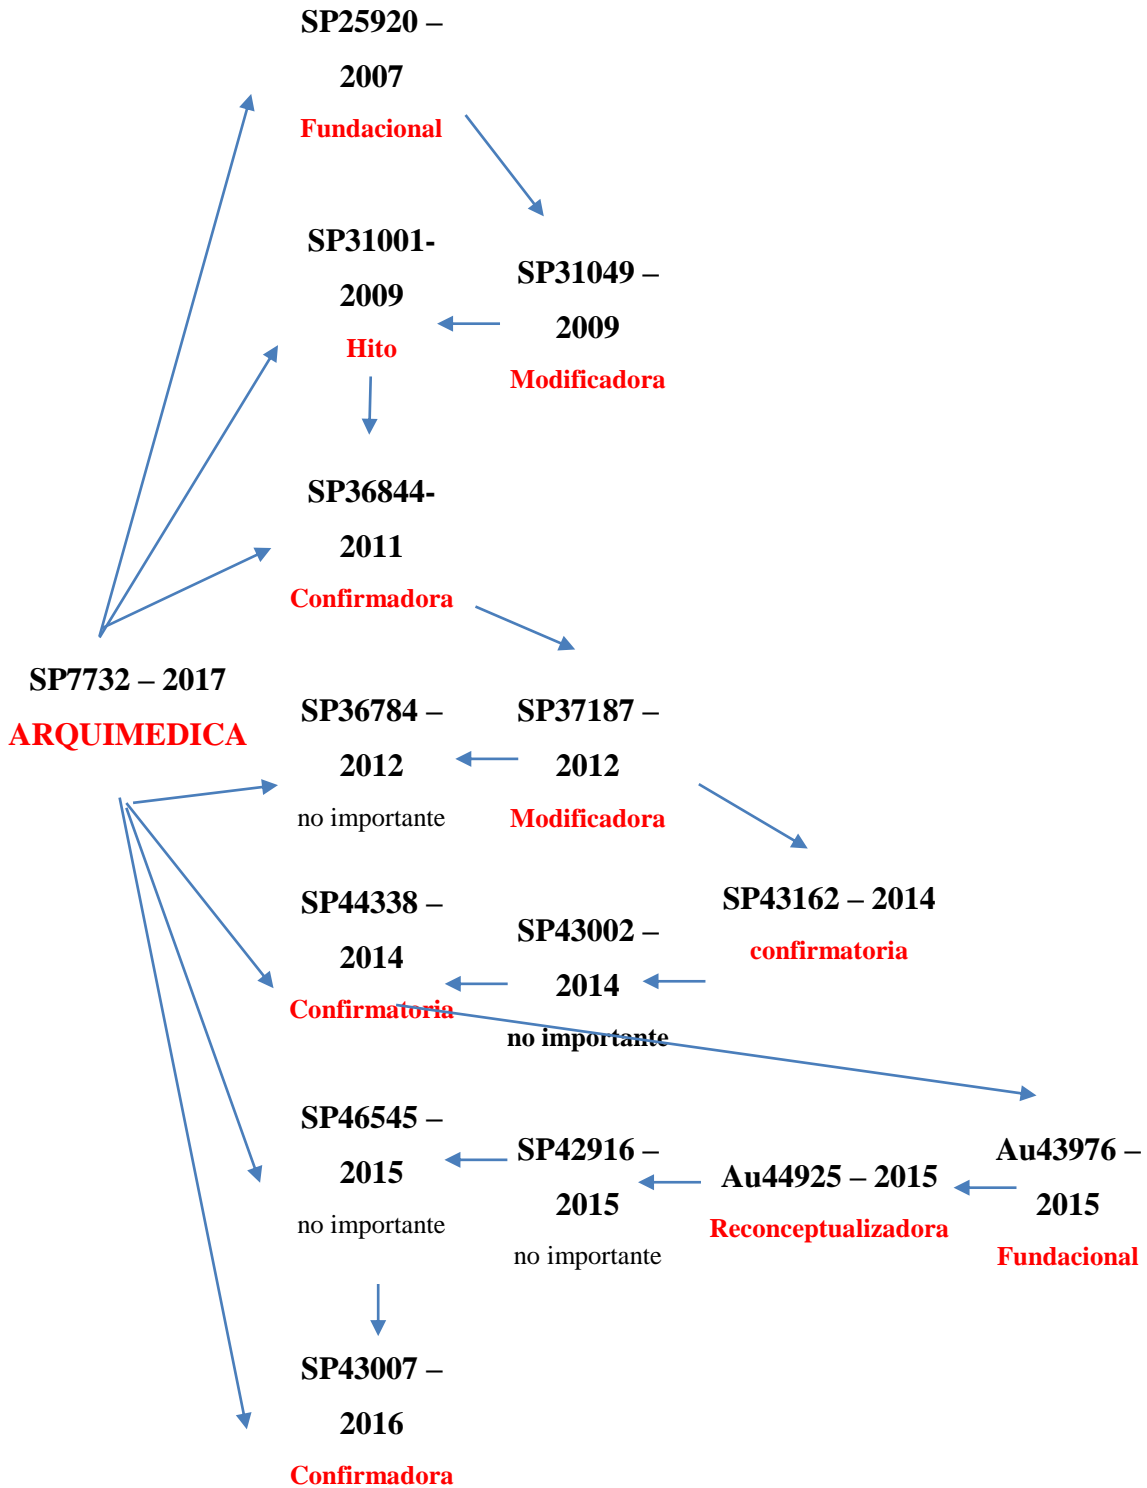 SP25920 –
2007
Fundacional
SP31001-
2009
Hito
SP31049 –
2009
Modificadora
SP36844-
2011
Confirmadora
SP7732 – 2017
ARQUIMEDICA
SP36784 –
2012
no importante
SP37187 –
2012
Modificadora
SP44338 –
2014
Confirmatoria
SP43002 –
2014
no importante
SP43162 – 2014
confirmatoria
SP46545 –
2015
no importante
SP42916 –
2015
no importante
Au44925 – 2015
Reconceptualizadora
Au43976 –
2015
Fundacional
SP43007 –
2016
Confirmadora